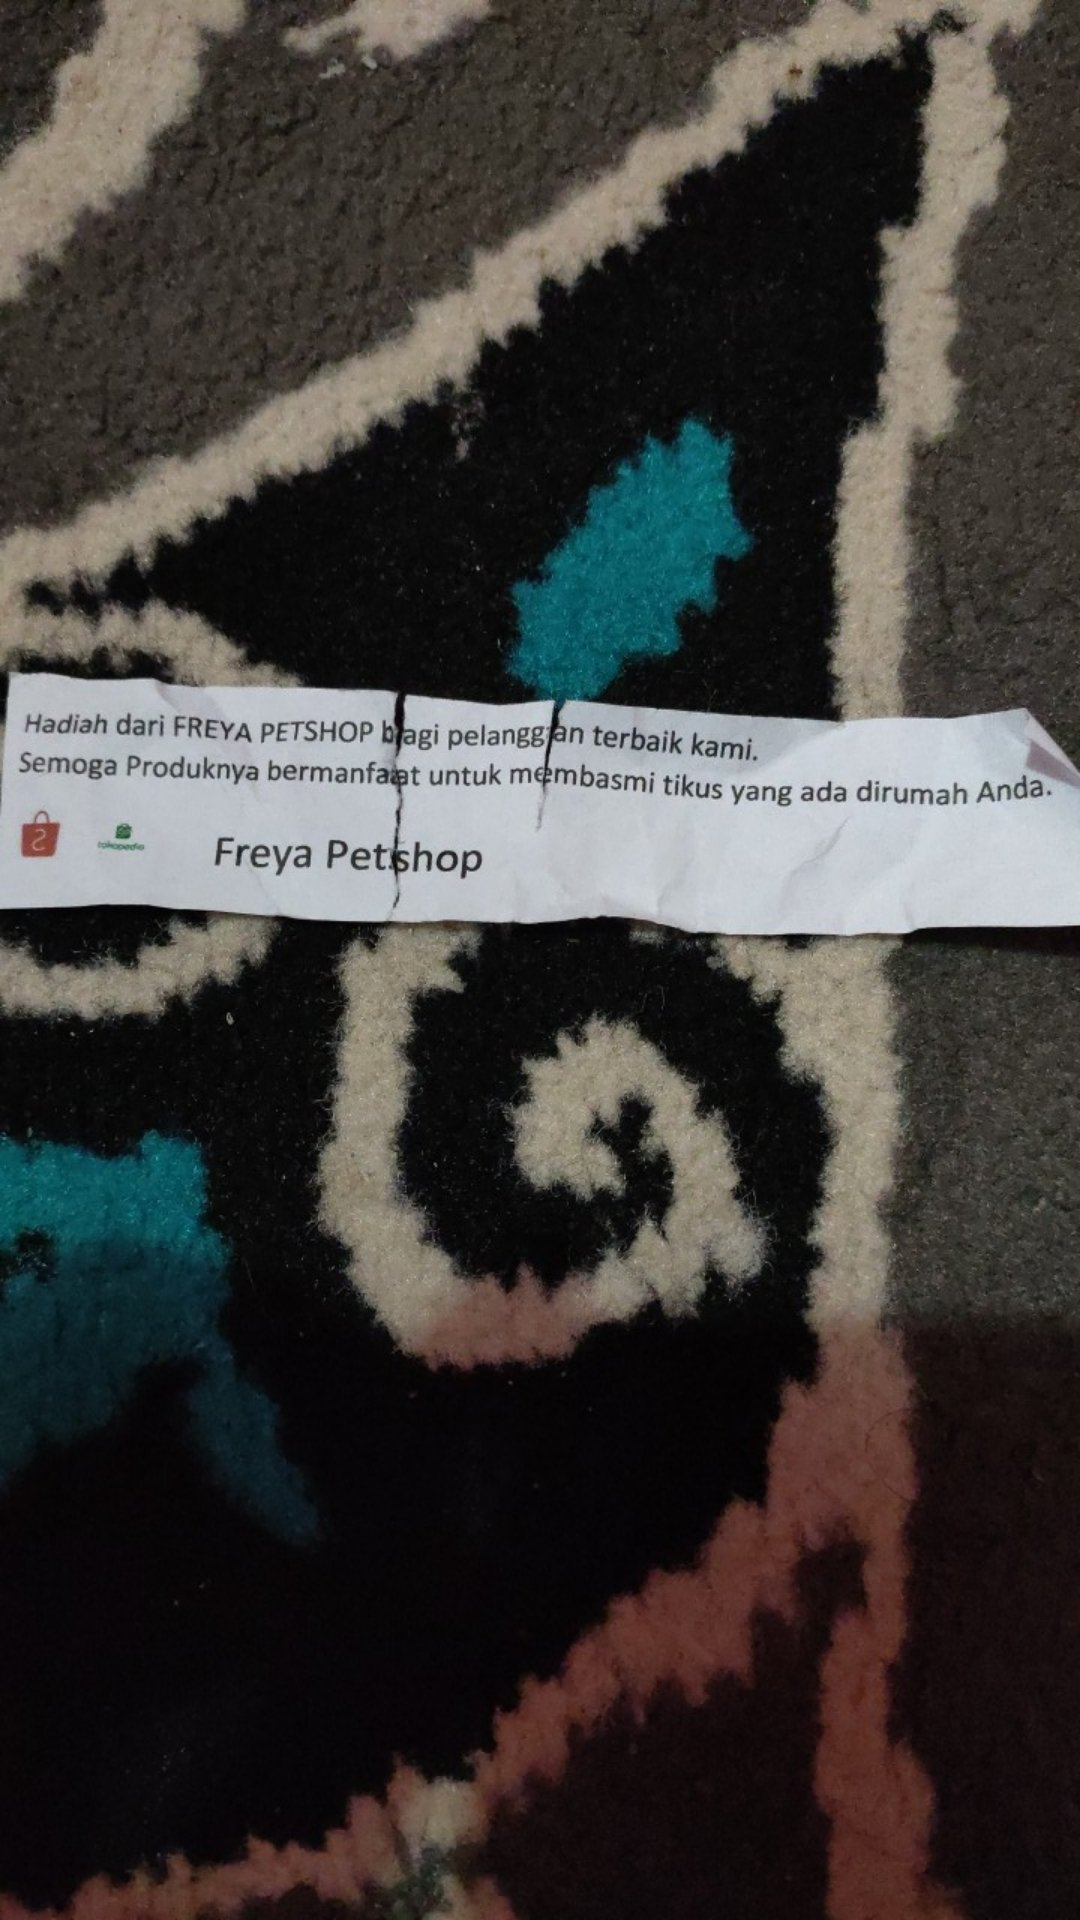 Hadiah dari FREYA PETSHOP bagi pelanggan terbaik kami.
Semoga Produknya bermanfaat untuk membasmi tikus yang ada dirumah Anda.
tokopedia
Freya Petshop